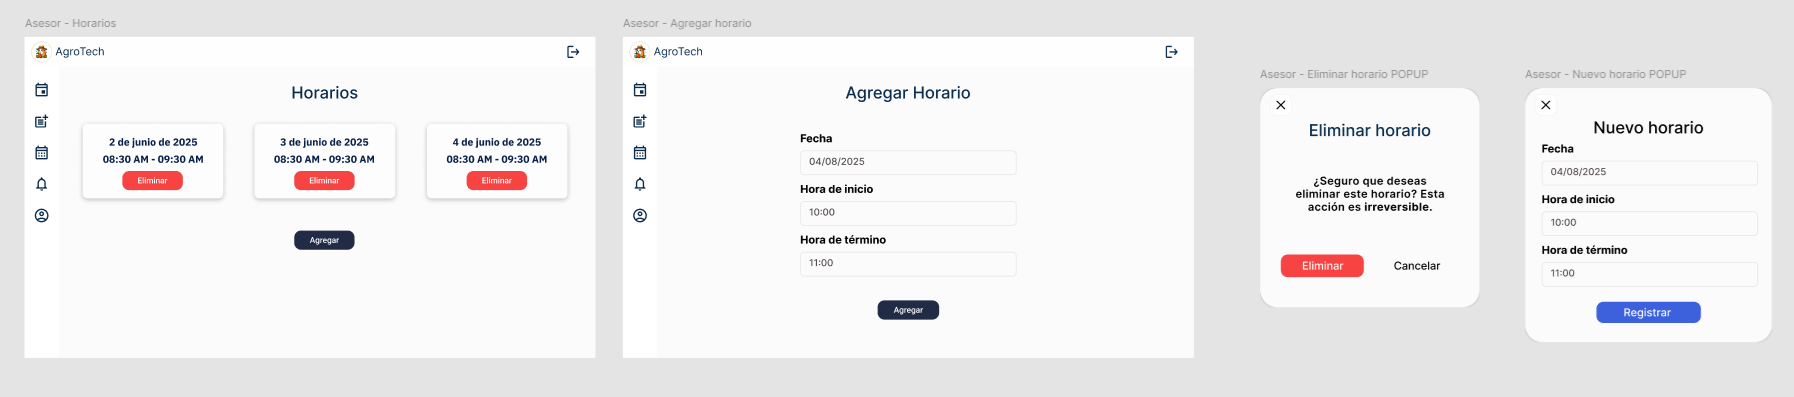 Asesor - Horarios
AgroTech
Horarios
2 de junio de 2025
08:30 AM - 09:30 AM
Eliminar
3 de junio de 2025
08:30 AM - 09:30 AM
Eliminar
4 de junio de 2025
08:30 AM - 09:30 AM
Eliminar
Agregar
Asesor - Agregar horario
AgroTech
Agregar Horario
Fecha
04/08/2025
Hora de inicio
10:00
Hora de término
11:00
Agregar
Asesor - Eliminar horario POPUP
Eliminar horario
¿Seguro que deseas
eliminar este horario? Esta
acción es irreversible.
Eliminar
Cancelar
Asesor - Nuevo horario POPUP
Nuevo horario
Fecha
04/08/2025
Hora de inicio
10:00
Hora de término
11:00
Registrar